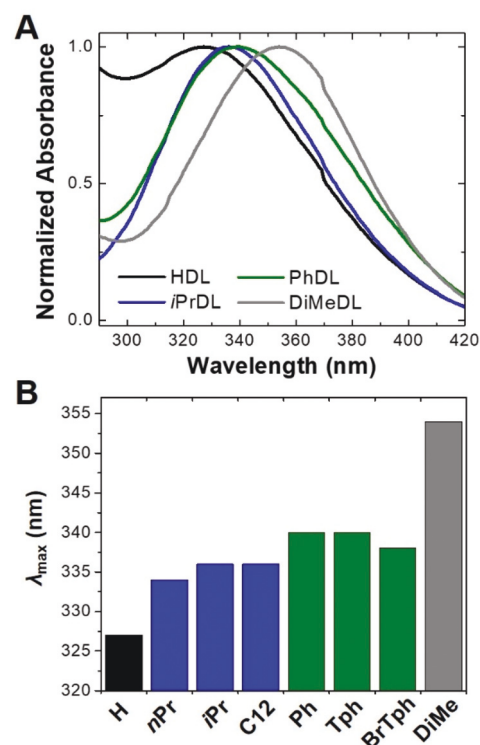 A
Normalized Absorbance
1.0
0.5
0.0
HDL
PhDL
iPrDL
DiMeDL
300 320 340 360 380 400 420
Wavelength (nm)
B
λmax (nm)
355
350
345
340
335
330
325
320
H nPr iPr C12 Ph Tph BrTph DiMe